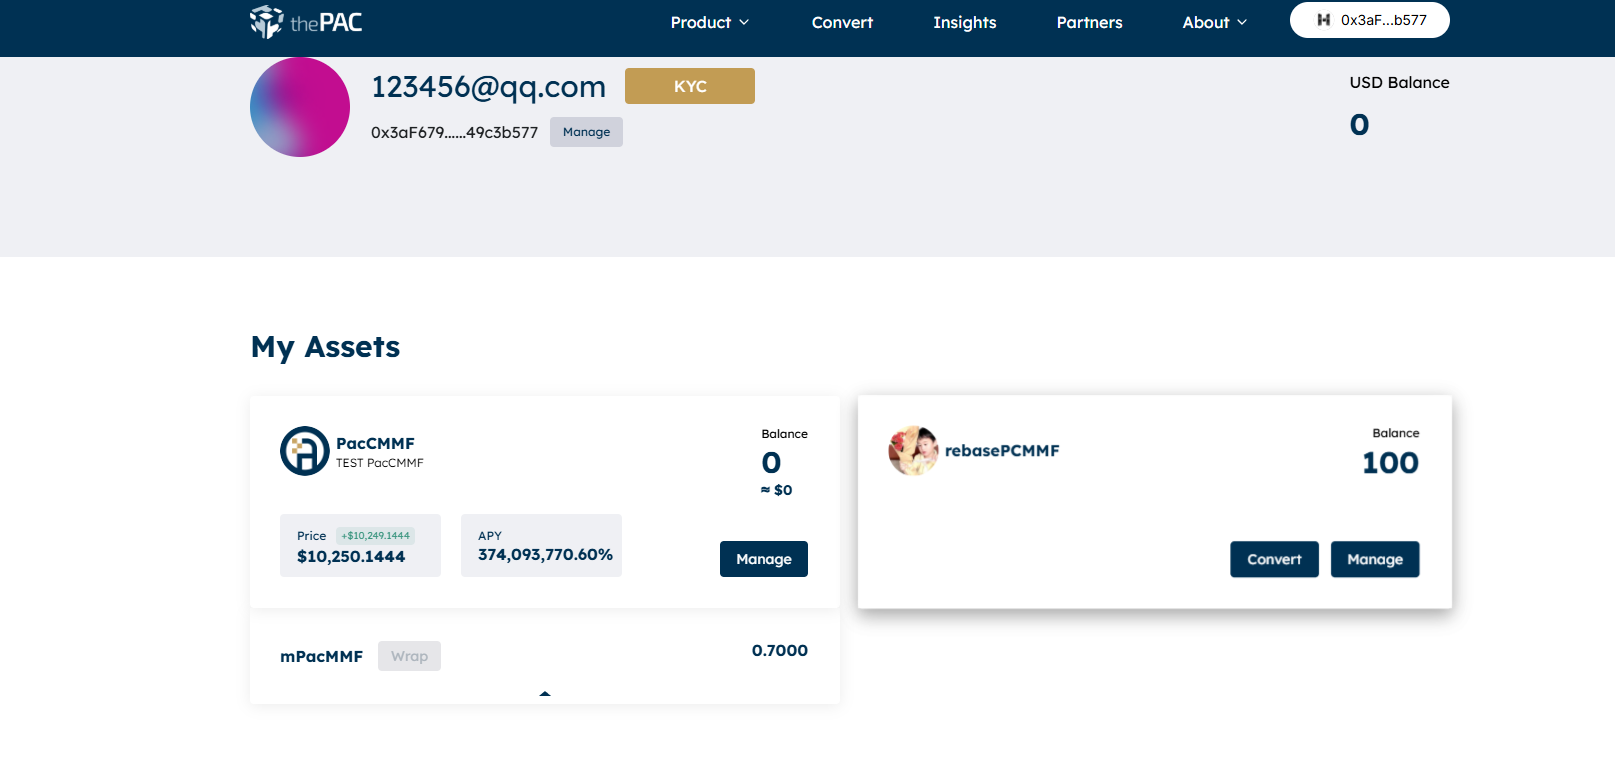 thePAC
Product
Convert
Insights
Partners
About
0x3aF...b577
123456@qq.com
KYC
0x3aF679......49c3b577
Manage
USD Balance
0
My Assets
PacCMMF
TEST PacCMMF
Balance
0
≈ $0
Price +$10,249.1444
$10,250.1444
APY
374,093,770.60%
Manage
mPacMMF
Wrap
0.7000
rebasePCMMF
Balance
100
Convert
Manage